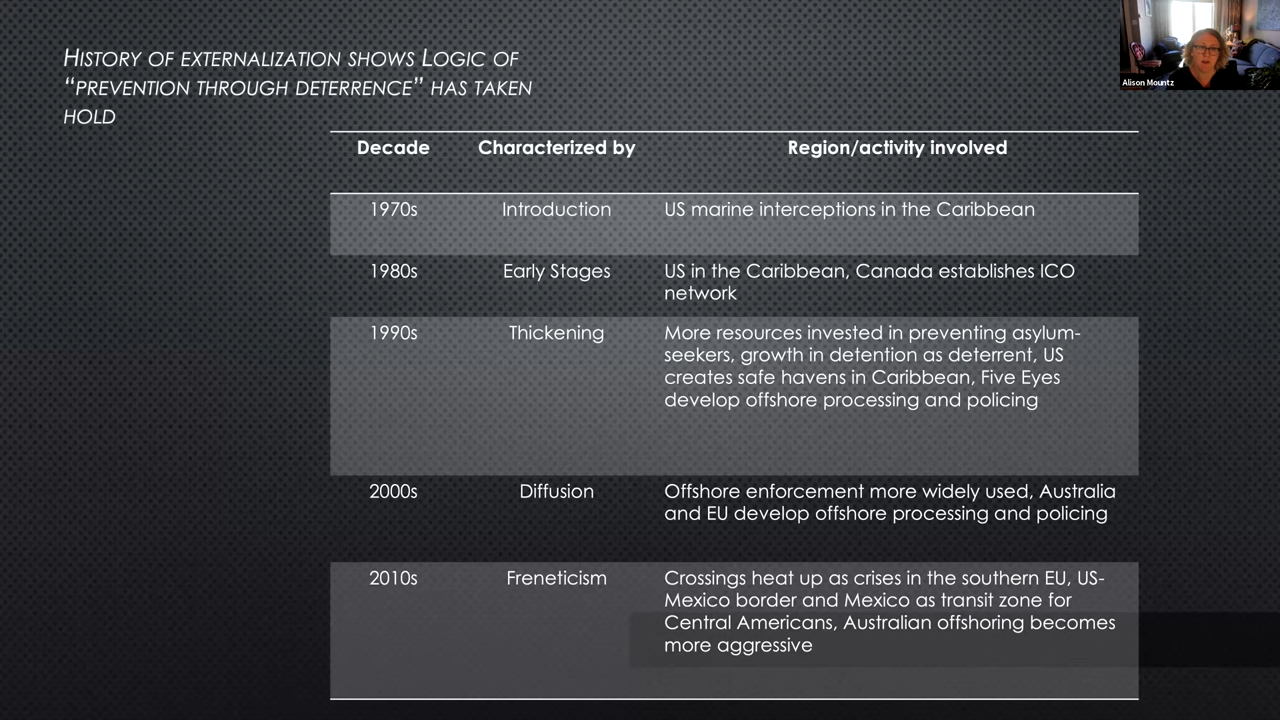 History of externalization shows Logic of
“prevention through deterrence” has taken
hold
Alison Mountz
Decade Characterized by Region/activity involved
1970s Introduction US marine interceptions in the Caribbean
1980s Early Stages US in the Caribbean, Canada establishes ICO
network
1990s Thickening More resources invested in preventing asylum-
seekers, growth in detention as deterrent, US
creates safe havens in Caribbean, Five Eyes
develop offshore processing and policing
2000s Diffusion Offshore enforcement more widely used, Australia
and EU develop offshore processing and policing
2010s Freneticism Crossings heat up as crises in the southern EU, US-
Mexico border and Mexico as transit zone for
Central Americans, Australian offshoring becomes
more aggressive